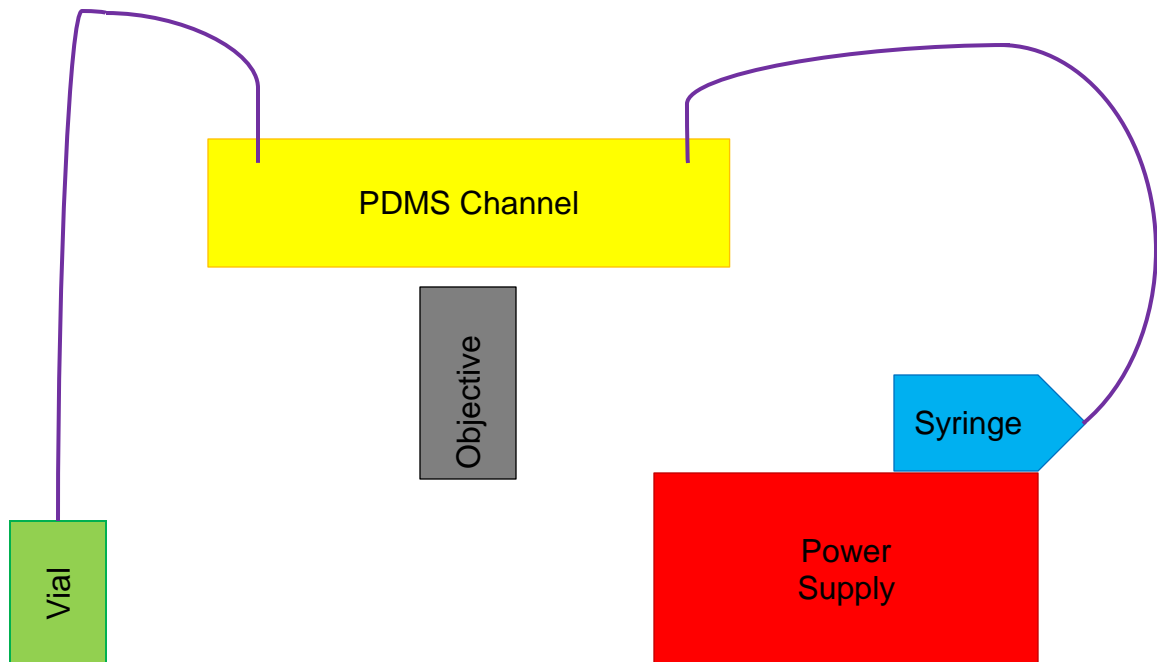 PDMS Channel
Objective
Syringe
Power
Supply
Vial